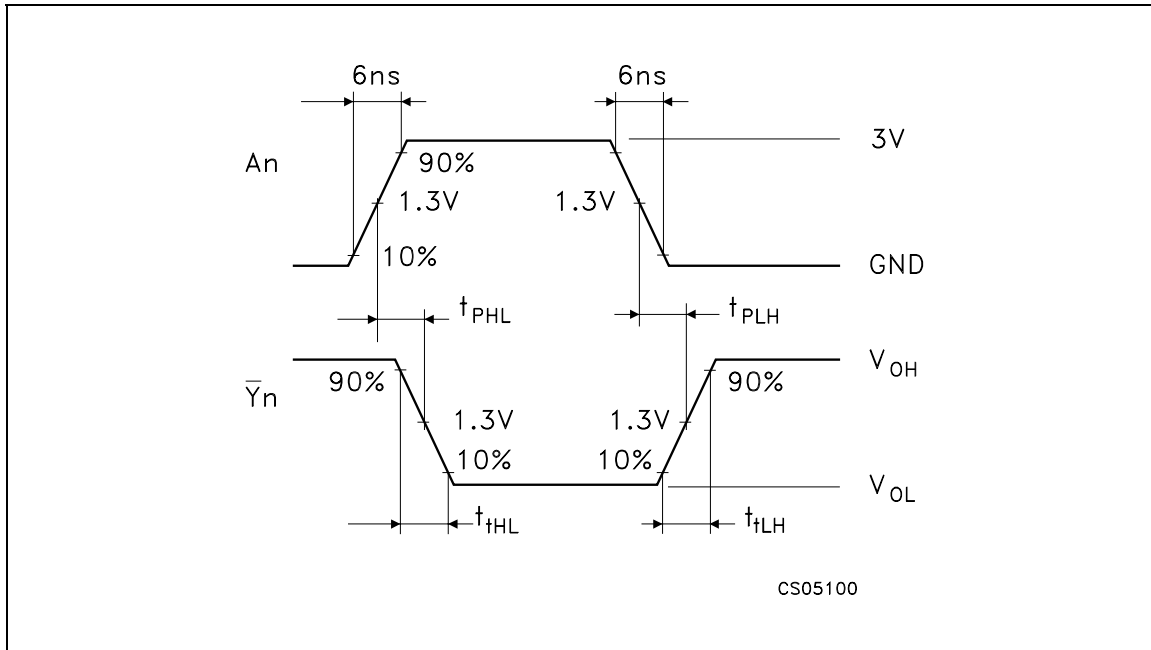 6ns 6ns
An 3V
90%
1.3V 1.3V
10% GND
tPHL tPLH
90% 90% VOH
Y̅n
1.3V 1.3V
10% 10%
VOL
ttHL ttLH
CS05100